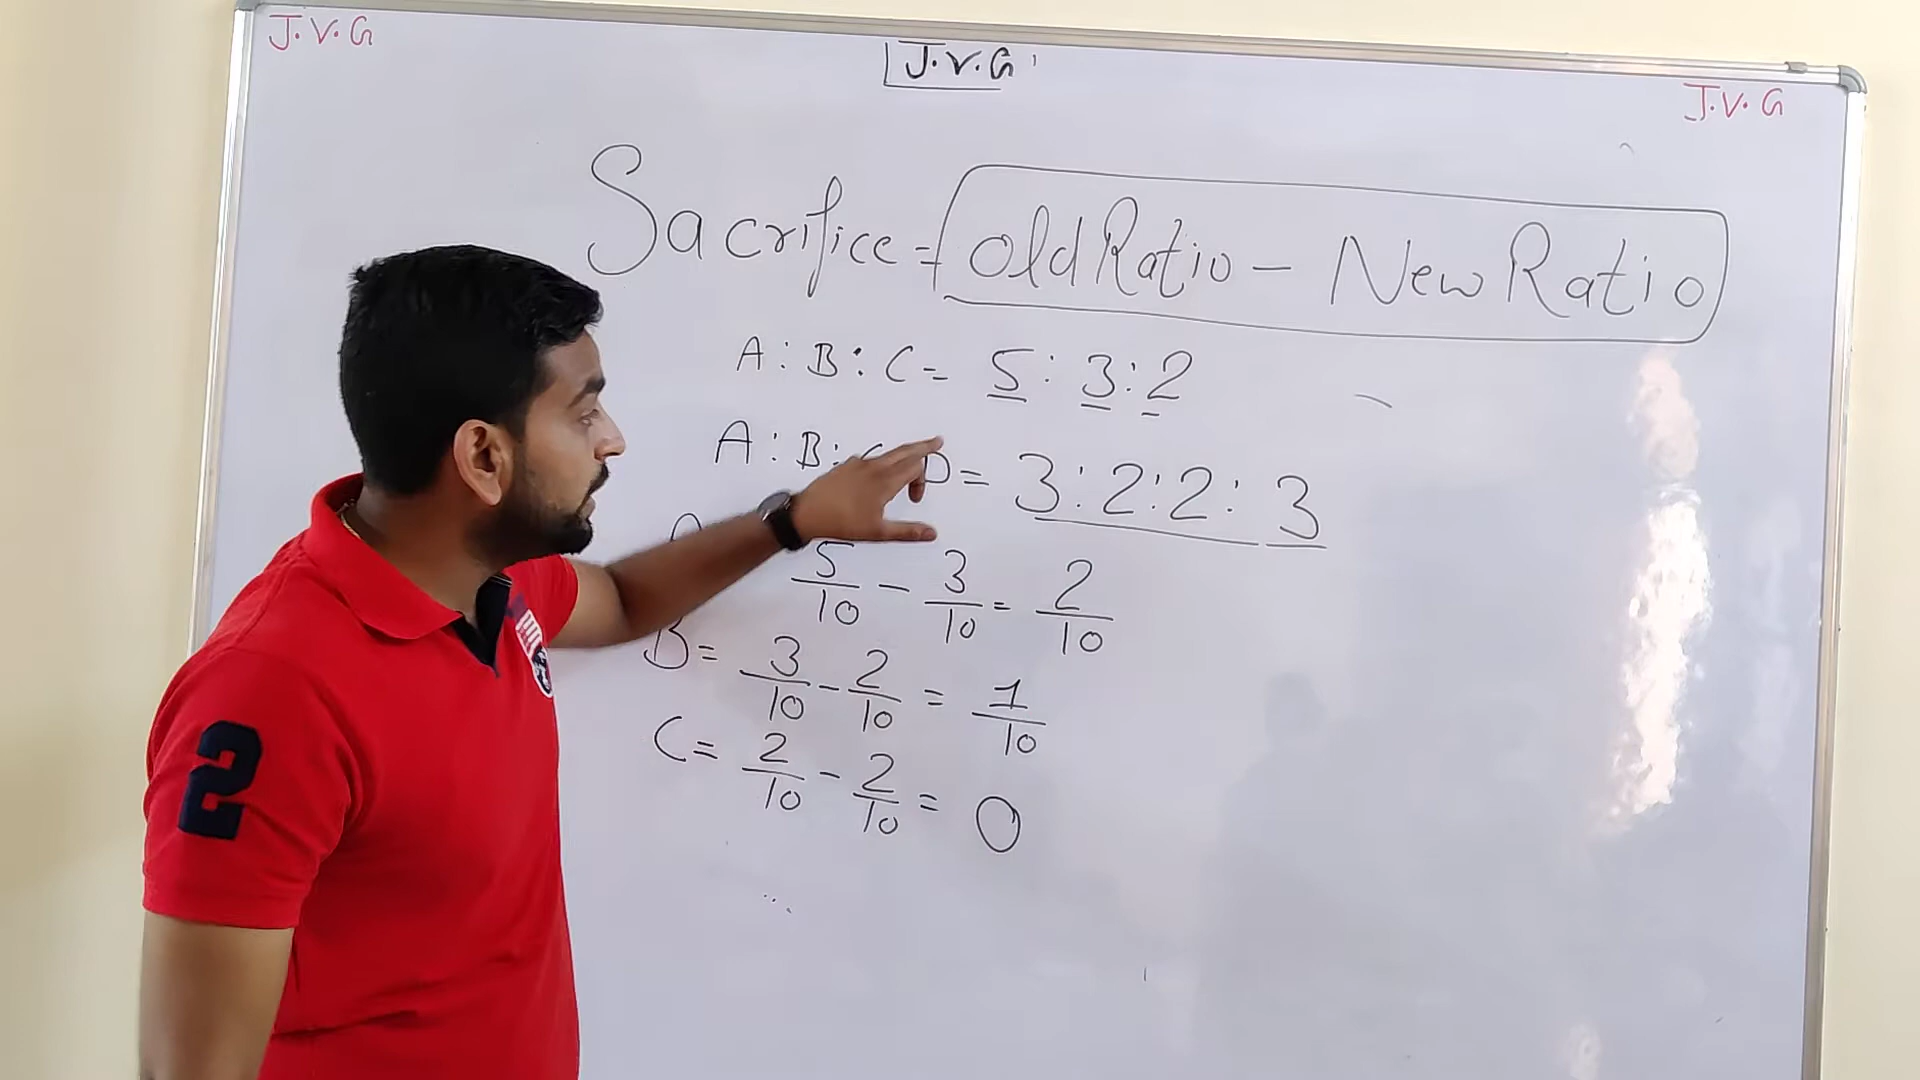 J.V.G
J.V.G
J.V.G
Sacrifice = Old Ratio - New Ratio
A : B : C = 5 : 3 : 2
A : B : C D = 3 : 2 : 2 : 3
5/10 - 3/10 = 2/10
B = 3/10 - 2/10 = 1/10
C = 2/10 - 2/10 = 0
2